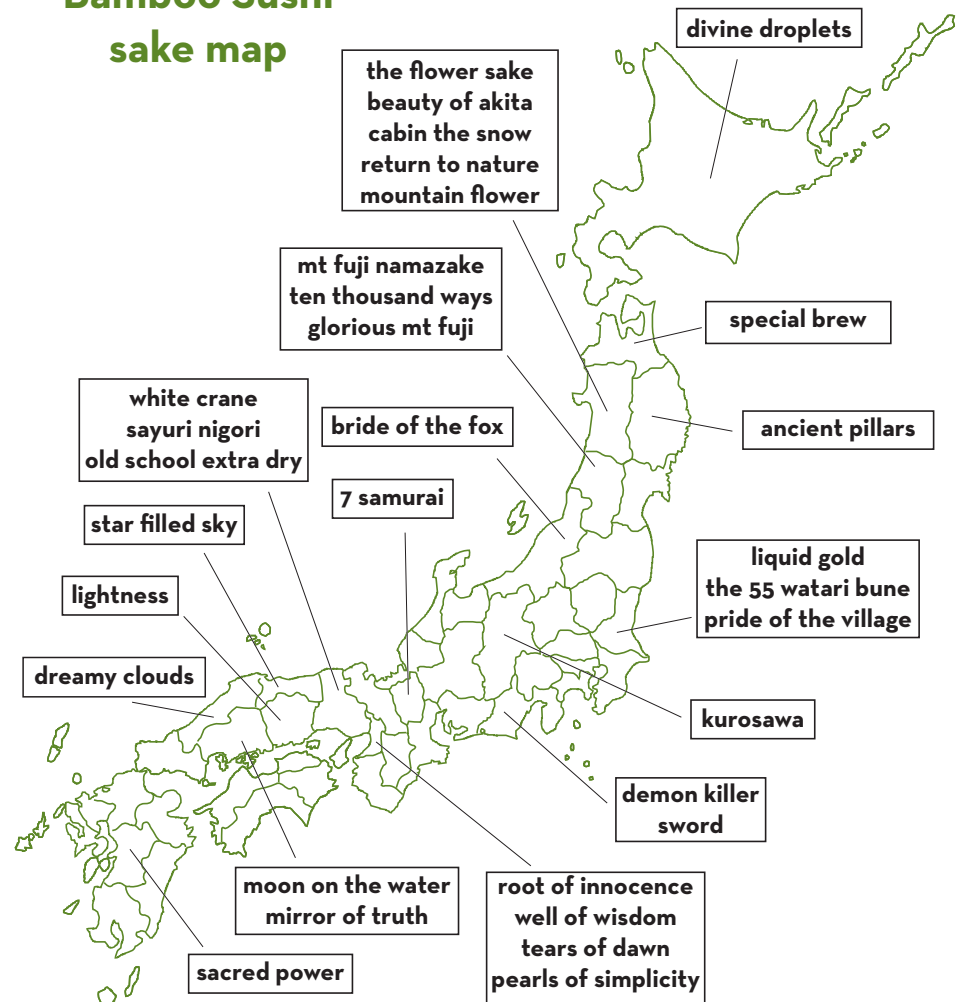 Bamboo Sushi
sake map
divine droplets
the flower sake
beauty of akita
cabin the snow
return to nature
mountain flower
mt fuji namazake
ten thousand ways
glorious mt fuji
special brew
white crane
sayuri nigori
old school extra dry
bride of the fox
ancient pillars
7 samurai
star filled sky
liquid gold
the 55 watari bune
pride of the village
lightness
dreamy clouds
kurosawa
demon killer
sword
moon on the water
mirror of truth
root of innocence
well of wisdom
tears of dawn
pearls of simplicity
sacred power